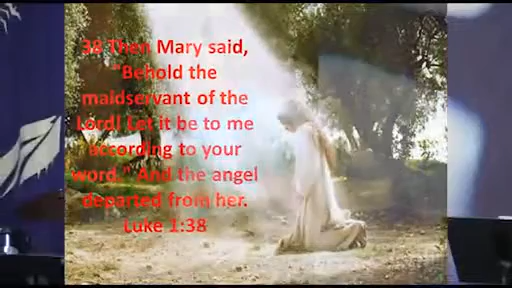 38 Then Mary said,
"Behold the
maidservant of the
Lord! Let it be to me
according to your
word." And the angel
departed from her.
Luke 1:38